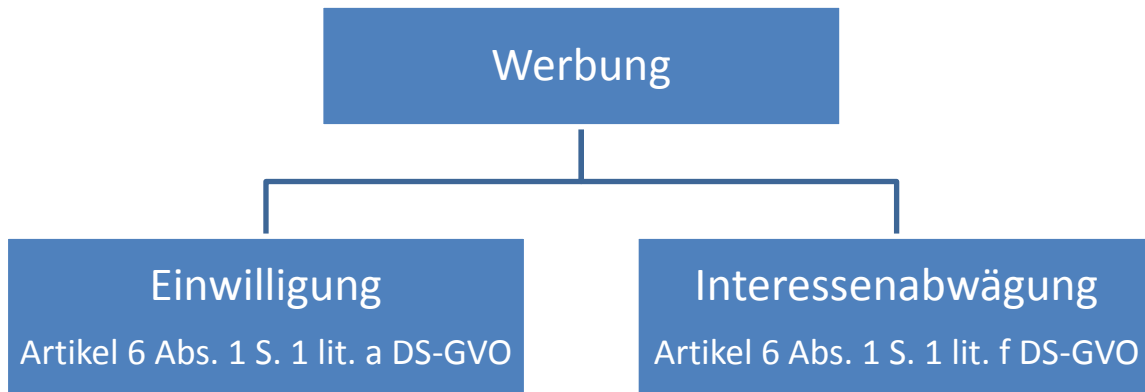 Werbung
Einwilligung
Artikel 6 Abs. 1 S. 1 lit. a DS-GVO
Interessenabwägung
Artikel 6 Abs. 1 S. 1 lit. f DS-GVO